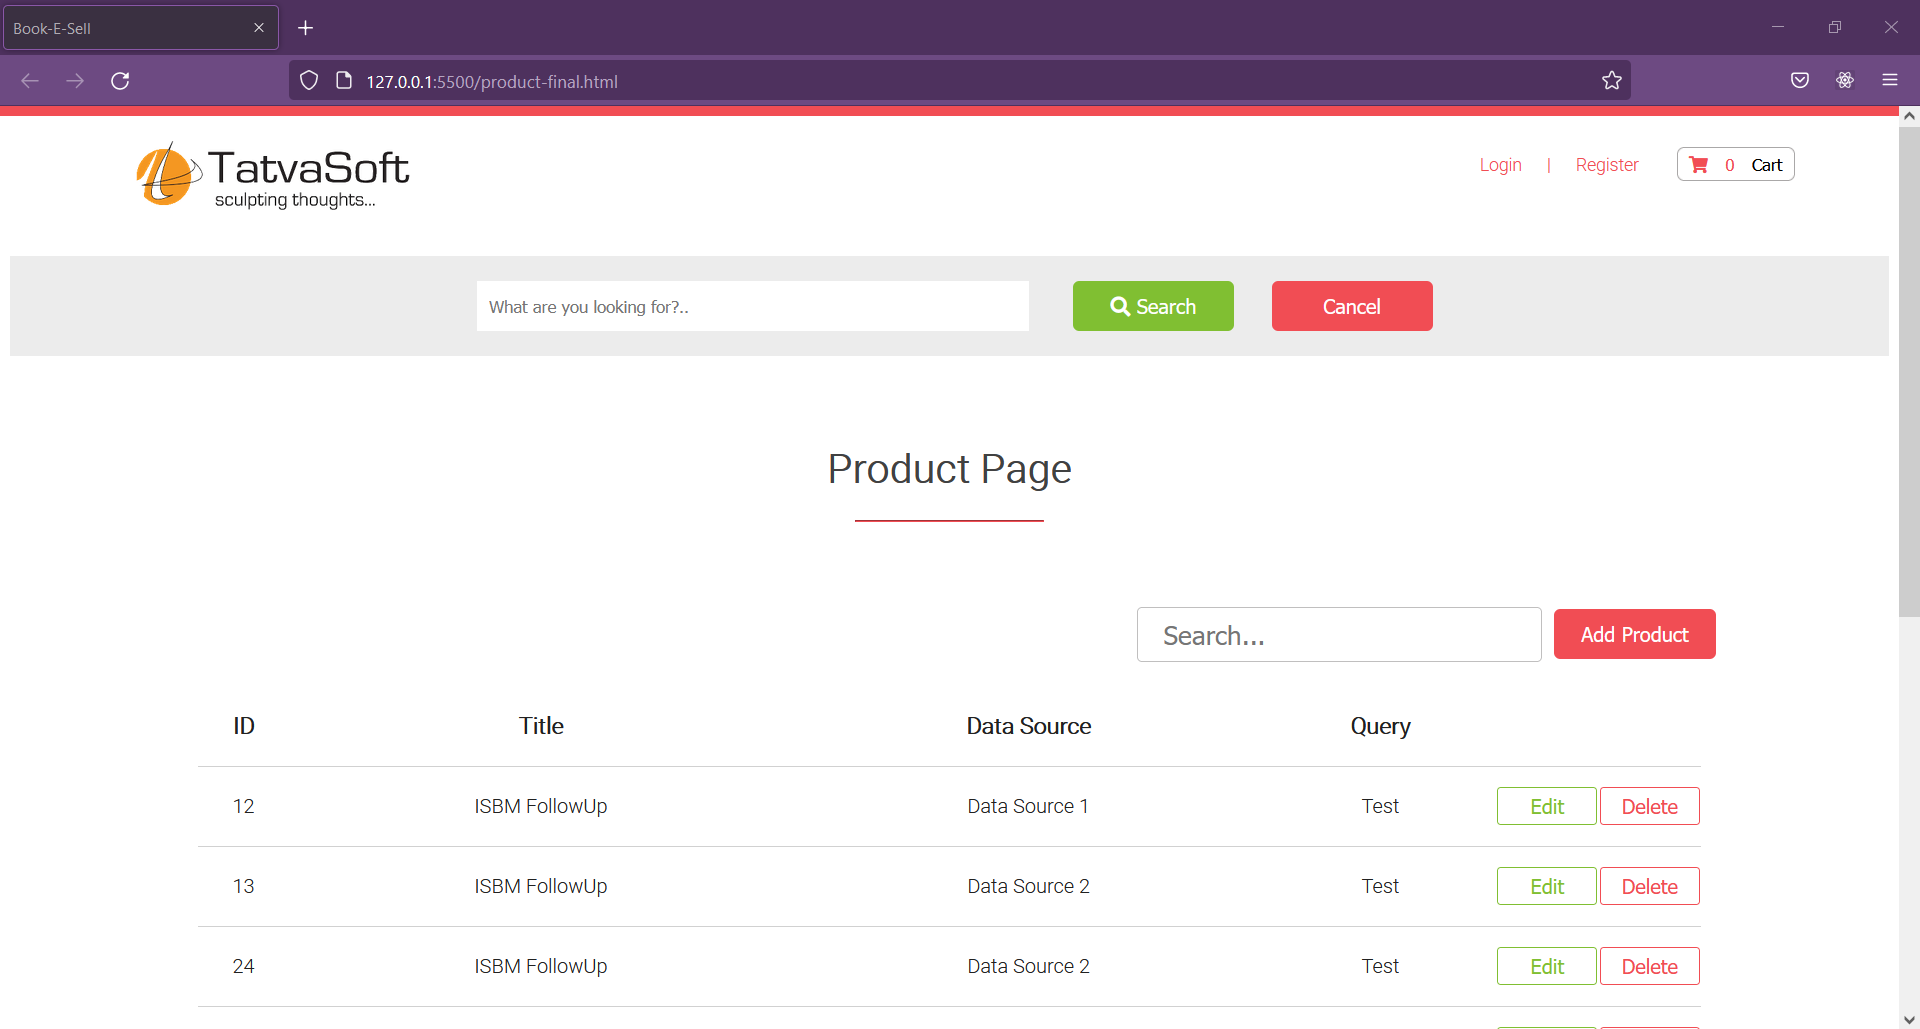 Book-E-Sell
127.0.0.1:5500/product-final.html
TatvaSoft
sculpting thoughts...
Login | Register 0 Cart
What are you looking for?.. Search Cancel
Product Page
Search... Add Product
ID Title Data Source Query
12 ISBM FollowUp Data Source 1 Test Edit Delete
13 ISBM FollowUp Data Source 2 Test Edit Delete
24 ISBM FollowUp Data Source 2 Test Edit Delete